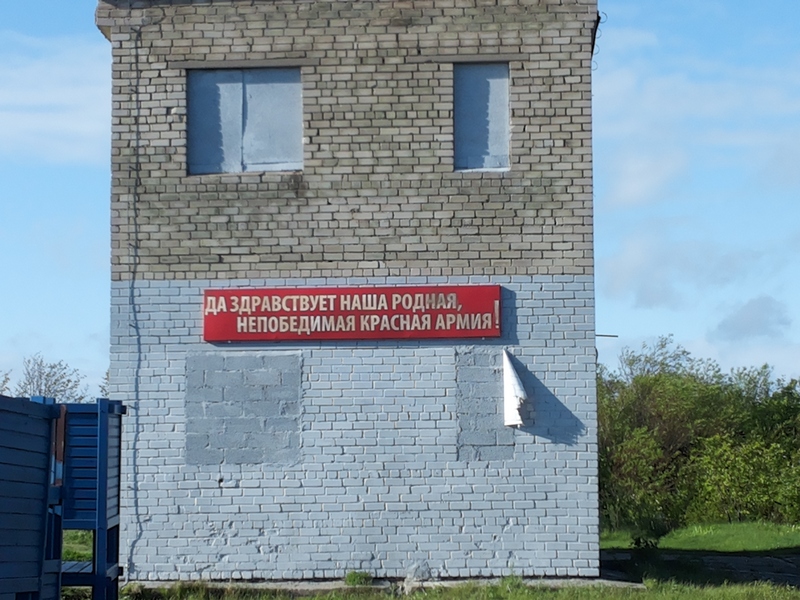 ДА ЗДРАВСТВУЕТ НАША РОДНАЯ,
НЕПОБЕДИМАЯ КРАСНАЯ АРМИЯ!